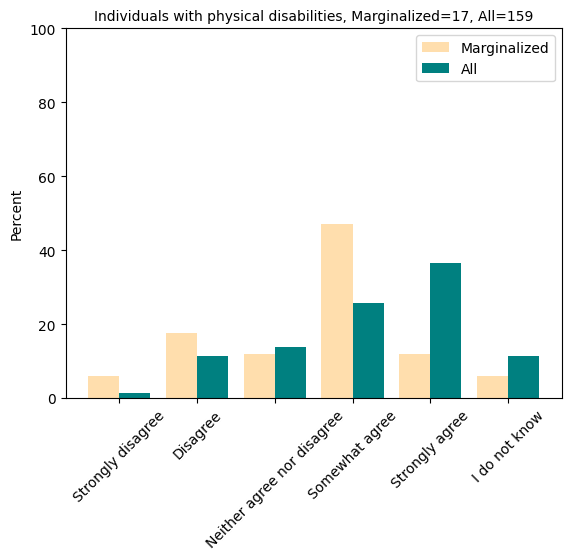 Individuals with physical disabilities, Marginalized=17, All=159
100
80
60
40
20
0
Percent
Marginalized
All
Strongly disagree
Disagree
Neither agree nor disagree
Somewhat agree
Strongly agree
I do not know